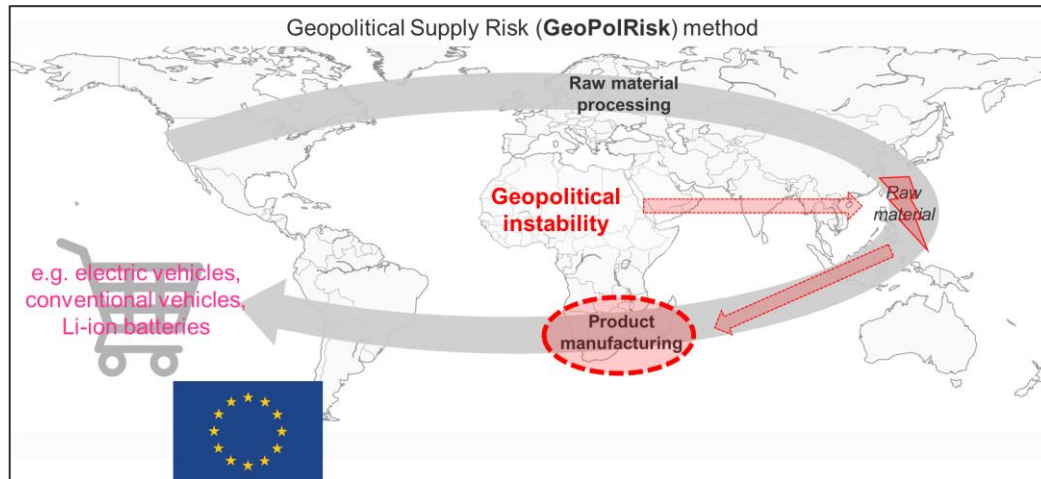 Geopolitical Supply Risk (GeoPolRisk) method
Raw material
processing
Geopolitical
instability
Raw
material
e.g. electric vehicles,
conventional vehicles,
Li-ion batteries
Product
manufacturing